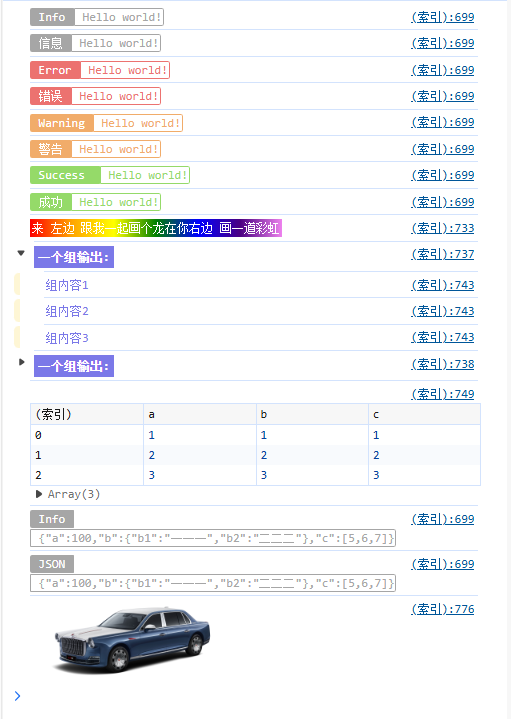 Info Hello world! (索引):699
信息 Hello world! (索引):699
Error Hello world! (索引):699
错误 Hello world! (索引):699
Warning Hello world! (索引):699
警告 Hello world! (索引):699
Success Hello world! (索引):699
成功 Hello world! (索引):699
来 左边 跟我一起画个龙在你右边 画一道彩虹 (索引):733
一个组输出: (索引):737
组内容1 (索引):743
组内容2 (索引):743
组内容3 (索引):743
一个组输出: (索引):738
(索引):749
(索引) a b c
0 1 1 1
1 2 2 2
2 3 3 3
Array(3)
Info (索引):699
{"a":100,"b":{"b1":"一一一","b2":"二二二"},"c":[5,6,7]}
JSON (索引):699
{"a":100,"b":{"b1":"一一一","b2":"二二二"},"c":[5,6,7]}
(索引):776